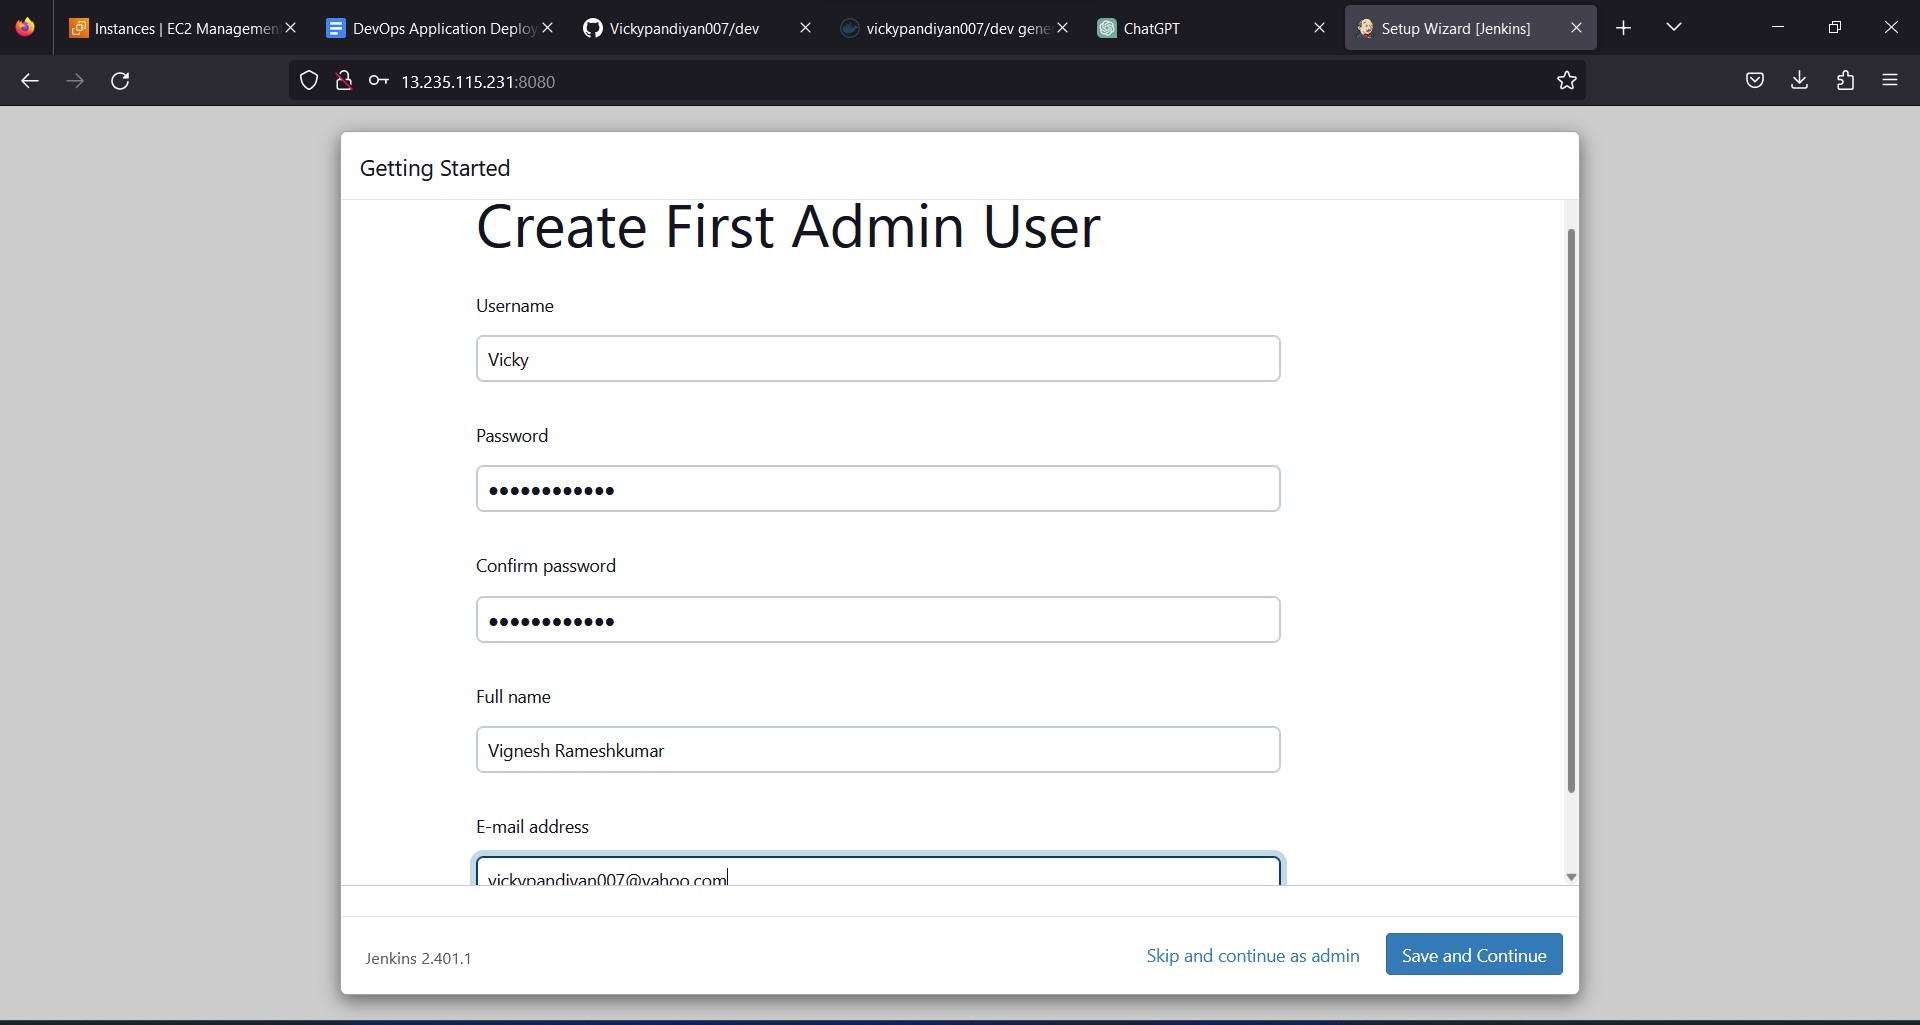 Instances | EC2 Managemen
DevOps Application Deploy
Vickypandiyan007/dev
vickypandiyan007/dev gene
ChatGPT
Setup Wizard [Jenkins]
13.235.115.231:8080
Getting Started
Create First Admin User
Username
Vicky
Password
••••••••••••
Confirm password
••••••••••••
Full name
Vignesh Rameshkumar
E-mail address
vickypandiyan007@yahoo.com
Jenkins 2.401.1
Skip and continue as admin
Save and Continue